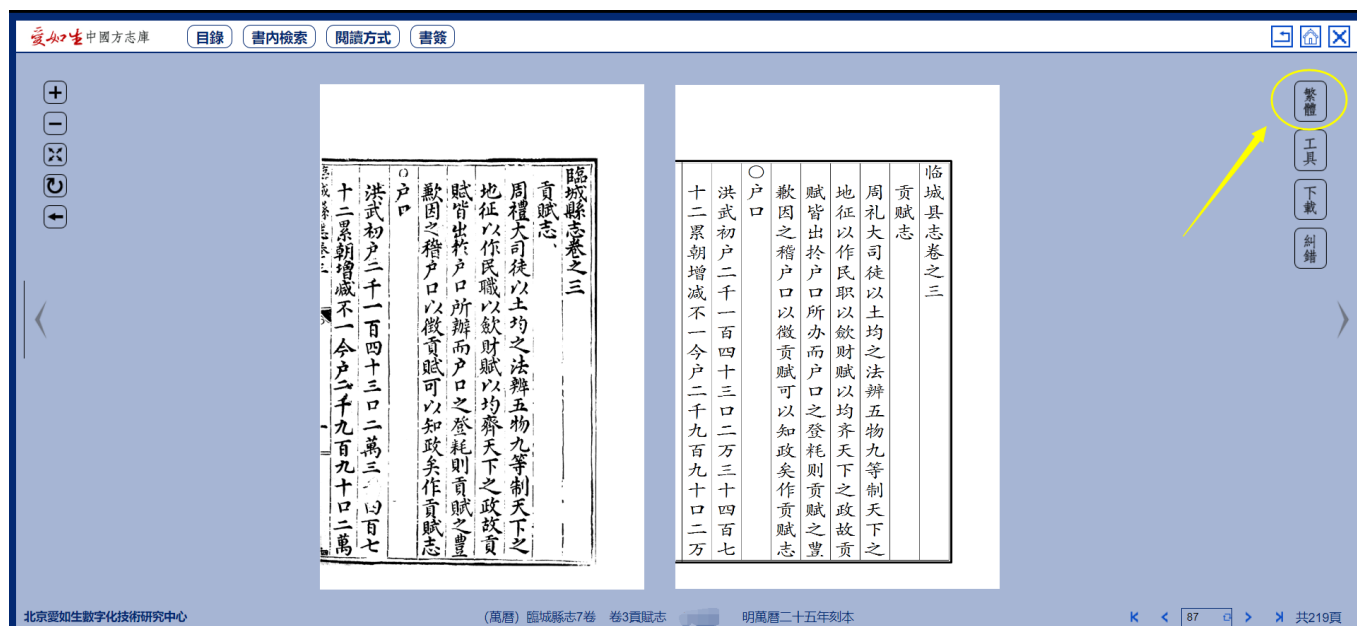 愛如生中國方志庫
目錄
書內檢索
閱讀方式
書簽
繁體
工具
下載
糾錯
臨城縣志卷之三
貢賦志
周禮大司徒以土均之法辨五物九等制天下之
地征以作民職以斂財賦以均齊天下之政故貢
賦皆出於户口所辦而户口之登耗則貢賦之豐
歉因之稽户口以徵貢賦可以知政矣作貢賦志
○户口
洪武初户二千一百四十三口二萬三十四百七
十二累朝增减不一今户二千九百九十口二萬
临城县志卷之三
贡赋志
周礼大司徒以土均之法辨五物九等制天下之
地征以作民职以敛财赋以均齐天下之政故贡
赋皆出扵户口所办而户口之登耗则贡赋之豊
歉因之稽户口以徵贡赋可以知政矣作贡赋志
〇户口
洪武初户二千一百四十三口二万三十四百七
十二累朝增减不一今户二千九百九十口二万
北京愛如生數字化技術研究中心
(萬曆) 臨城縣志7卷 卷3貢賦志
明萬曆二十五年刻本
87
共219頁